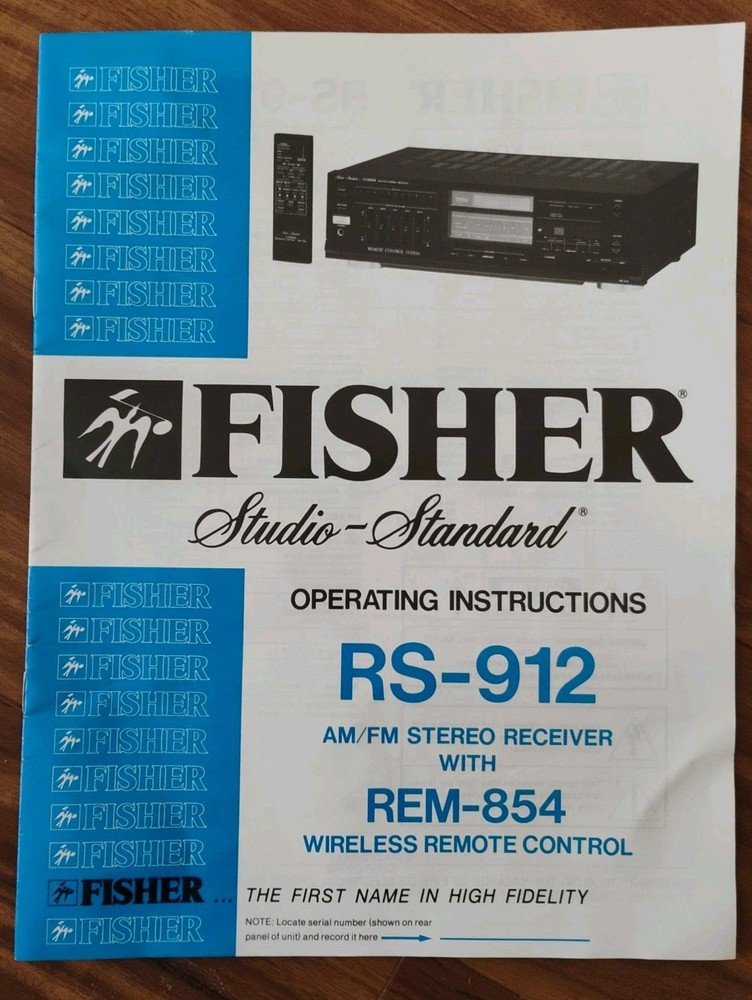 FISHER
FISHER
FISHER
FISHER
FISHER
FISHER
FISHER
FISHER
REMOTE CONTROL SYSTEM
FISHER®
Studio-Standard®
OPERATING INSTRUCTIONS
RS-912
AM/FM STEREO RECEIVER
WITH
REM-854
WIRELESS REMOTE CONTROL
FISHER
FISHER
FISHER
FISHER
FISHER
FISHER
FISHER
FISHER
FISHER ... THE FIRST NAME IN HIGH FIDELITY
FISHER
NOTE: Locate serial number (shown on rear
panel of unit) and record it here